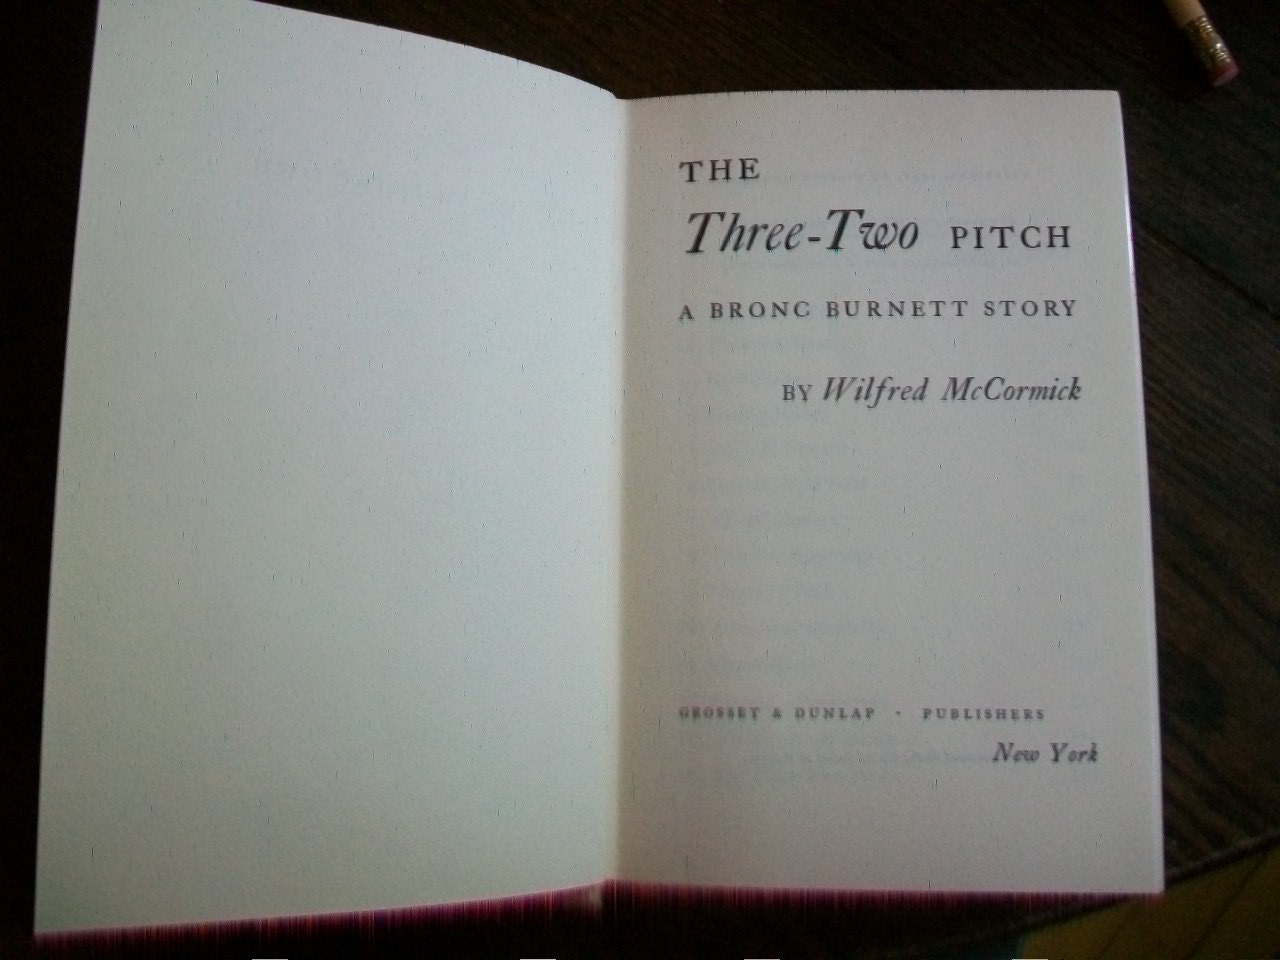 THE
Three-Two PITCH
A BRONC BURNETT STORY
BY Wilfred McCormick
GROSSET & DUNLAP · PUBLISHERS
New York